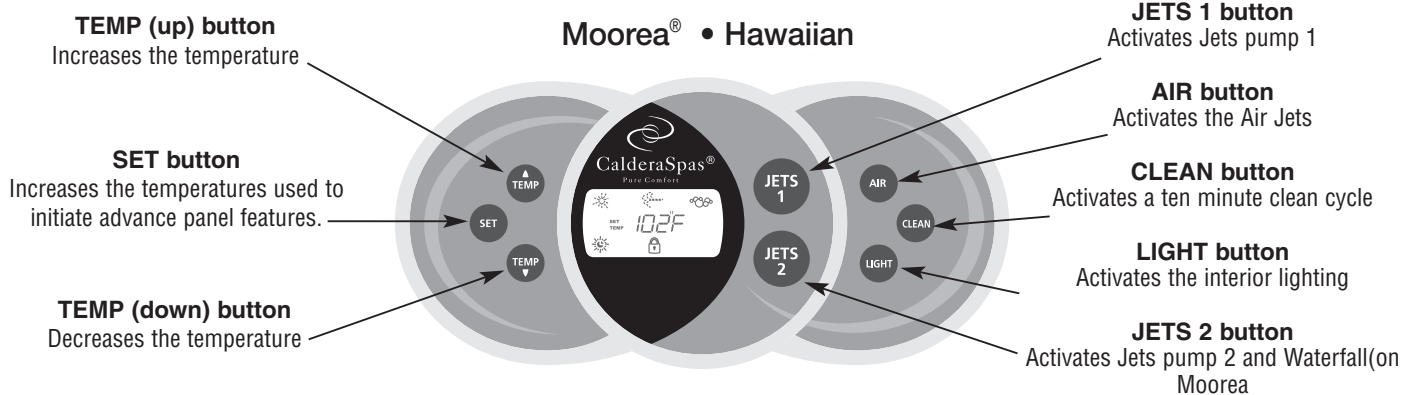 Moorea® • Hawaiian
TEMP (up) button
Increases the temperature
SET button
Increases the temperatures used to
initiate advance panel features.
TEMP (down) button
Decreases the temperature
TEMP
SET
TEMP
CalderaSpas®
Pure Comfort
SET
TEMP
102°F
JETS
1
JETS
2
AIR
CLEAN
LIGHT
JETS 1 button
Activates Jets pump 1
AIR button
Activates the Air Jets
CLEAN button
Activates a ten minute clean cycle
LIGHT button
Activates the interior lighting
JETS 2 button
Activates Jets pump 2 and Waterfall(on
Moorea